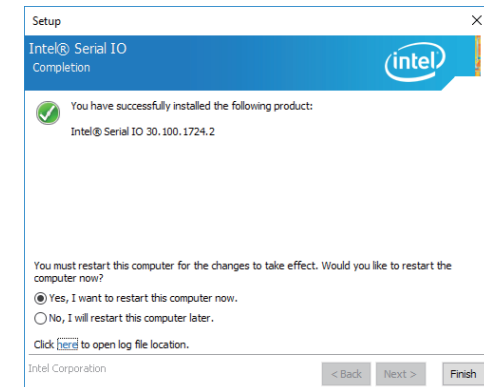 Setup
Intel® Serial IO
Completion
intel
You have successfully installed the following product:
Intel® Serial IO 30.100.1724.2
You must restart this computer for the changes to take effect. Would you like to restart the
computer now?
Yes, I want to restart this computer now.
No, I will restart this computer later.
Click here to open log file location.
Intel Corporation
< Back Next > Finish